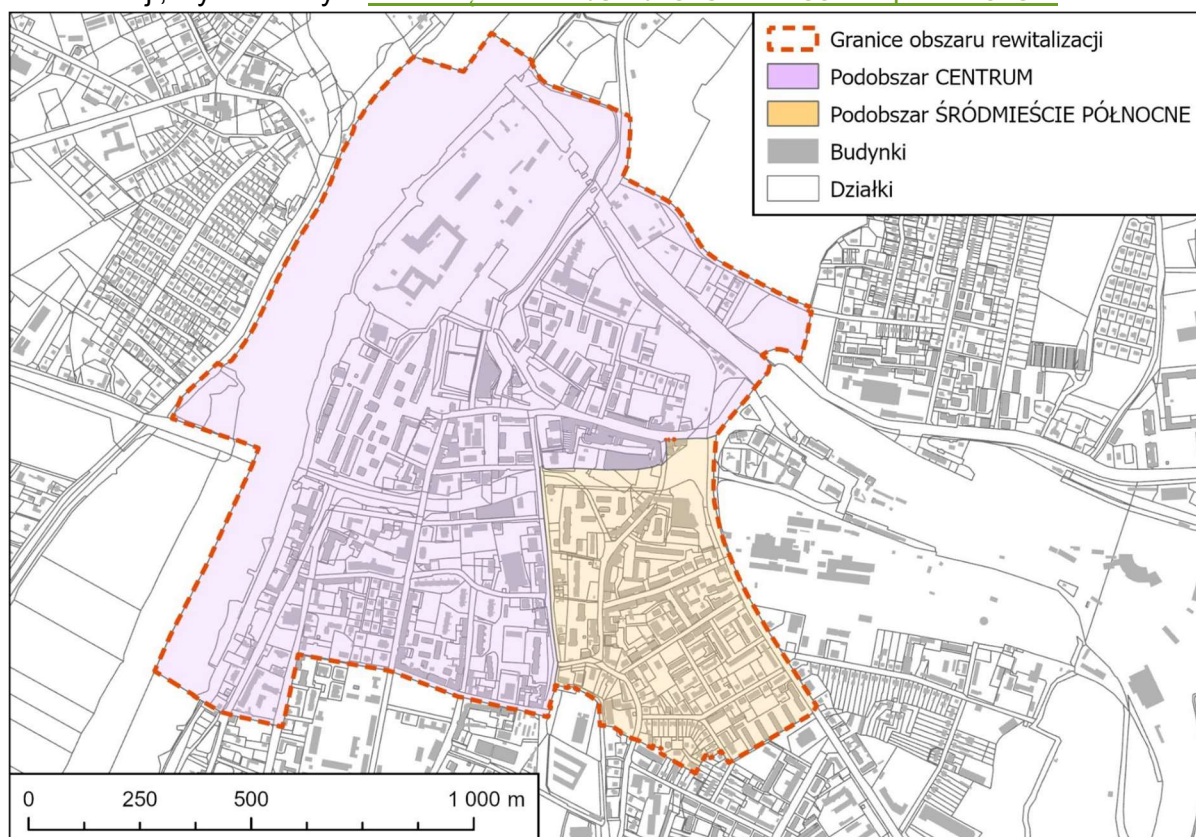 Granice obszaru rewitalizacji
Podobszar CENTRUM
Podobszar ŚRÓDMIEŚCIE PÓŁNOCNE
Budynki
Działki
0 250 500 1 000 m